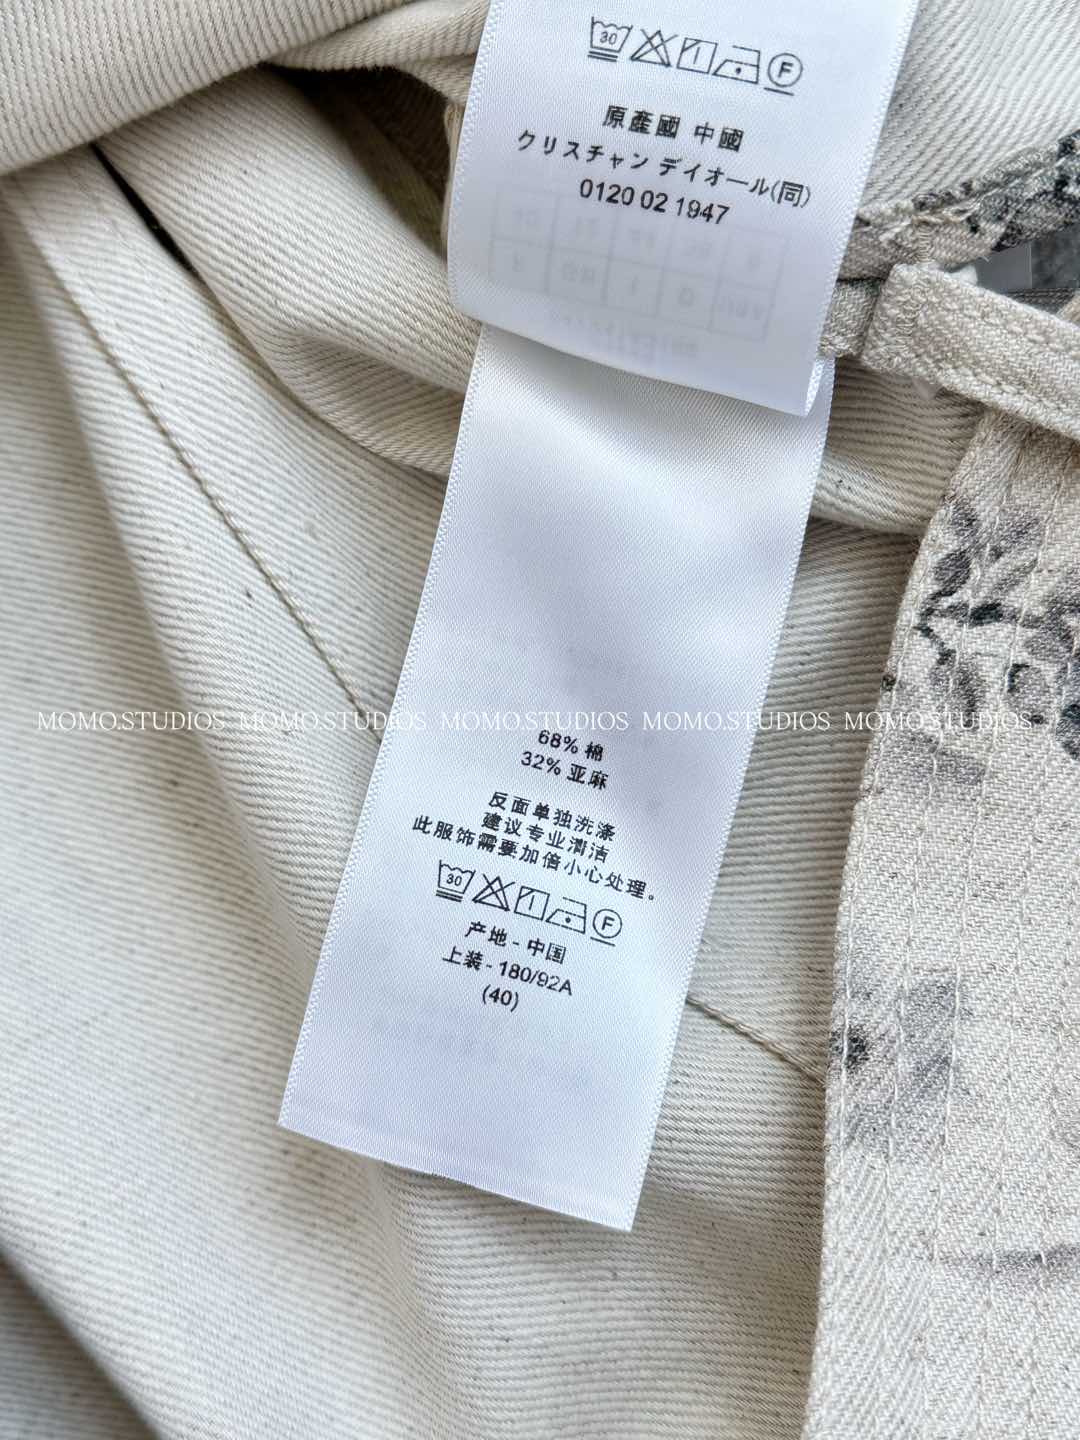 30
F
原產國 中國
クリスチャン ディオール(同)
0120 02 1947
MOMO.STUDIOS MOMO.STUDIOS MOMO.STUDIOS MOMO.STUDIOS MOMO.STUDIOS
68% 棉
32% 亚麻
反面单独洗涤
建议专业清洁
此服饰需要加倍小心处理。
30
F
产地 - 中国
上装 - 180/92A
(40)